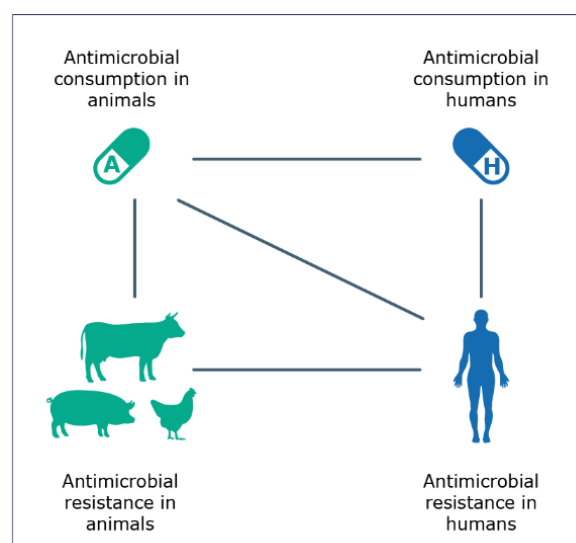 Antimicrobial
consumption in
animals
Antimicrobial
consumption in
humans
A
H
Antimicrobial
resistance in
animals
Antimicrobial
resistance in
humans